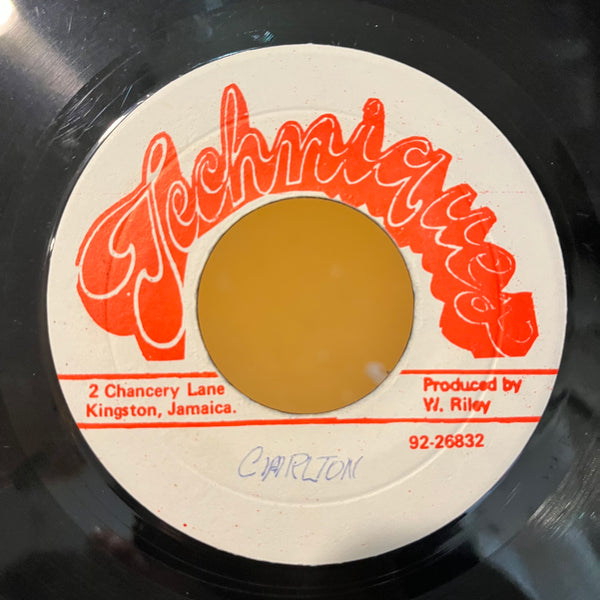 Techniques
2 Chancery Lane
Kingston, Jamaica.
Produced by
W. Riley
92-26832
CARLTON